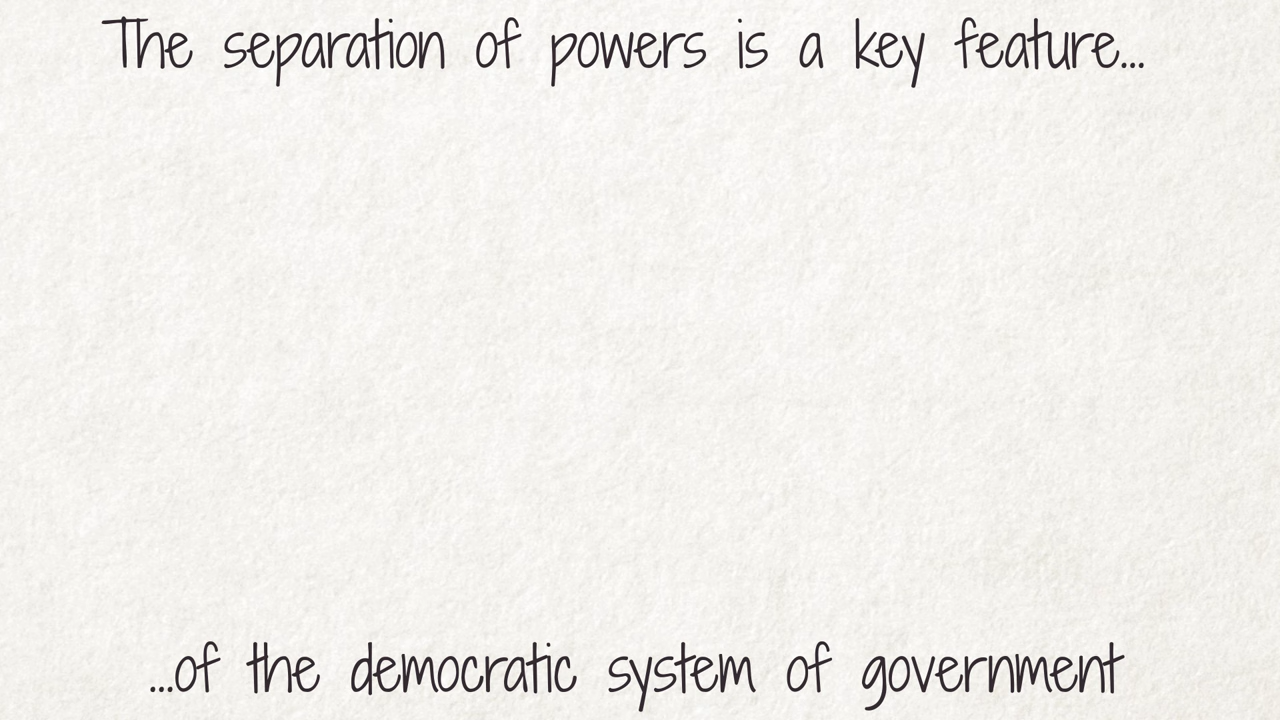 The separation of powers is a key feature...
...of the democratic system of government